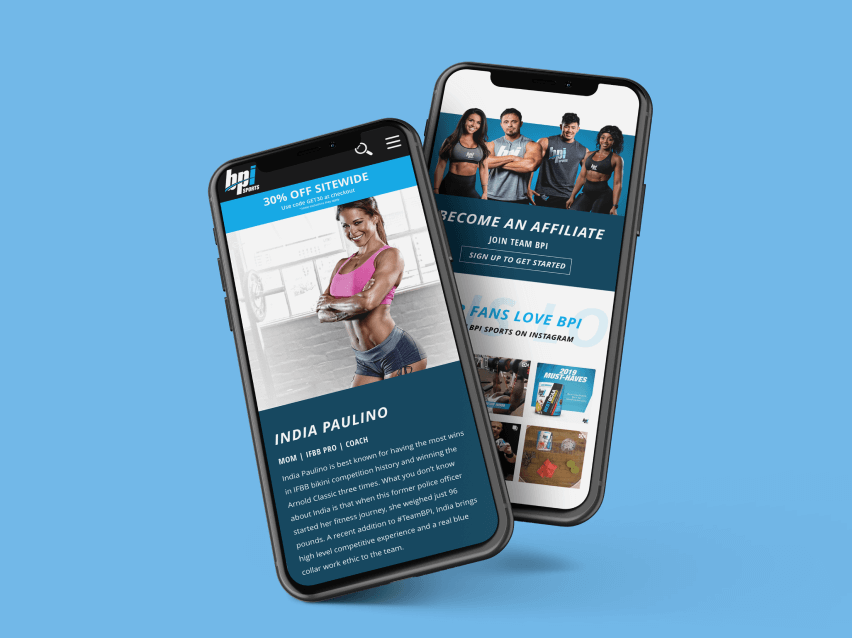 bpi
SPORTS
30% OFF SITEWIDE
Use code GET30 at checkout
INDIA PAULINO
MOM | IFBB PRO | COACH
India Paulino is best known for having the most wins
in IFBB bikini competition history and winning the
Arnold Classic three times. What you don't know
about India is that when this former police officer
started her fitness journey, she weighed just 96
pounds. A recent addition to #TeamBPI, India brings
high level competitive experience and a real blue
collar work ethic to the team.
bpi
bpi
BECOME AN AFFILIATE
JOIN TEAM BPI
SIGN UP TO GET STARTED
FANS LOVE BPI
BPI SPORTS ON INSTAGRAM
2019
MUST-HAVES